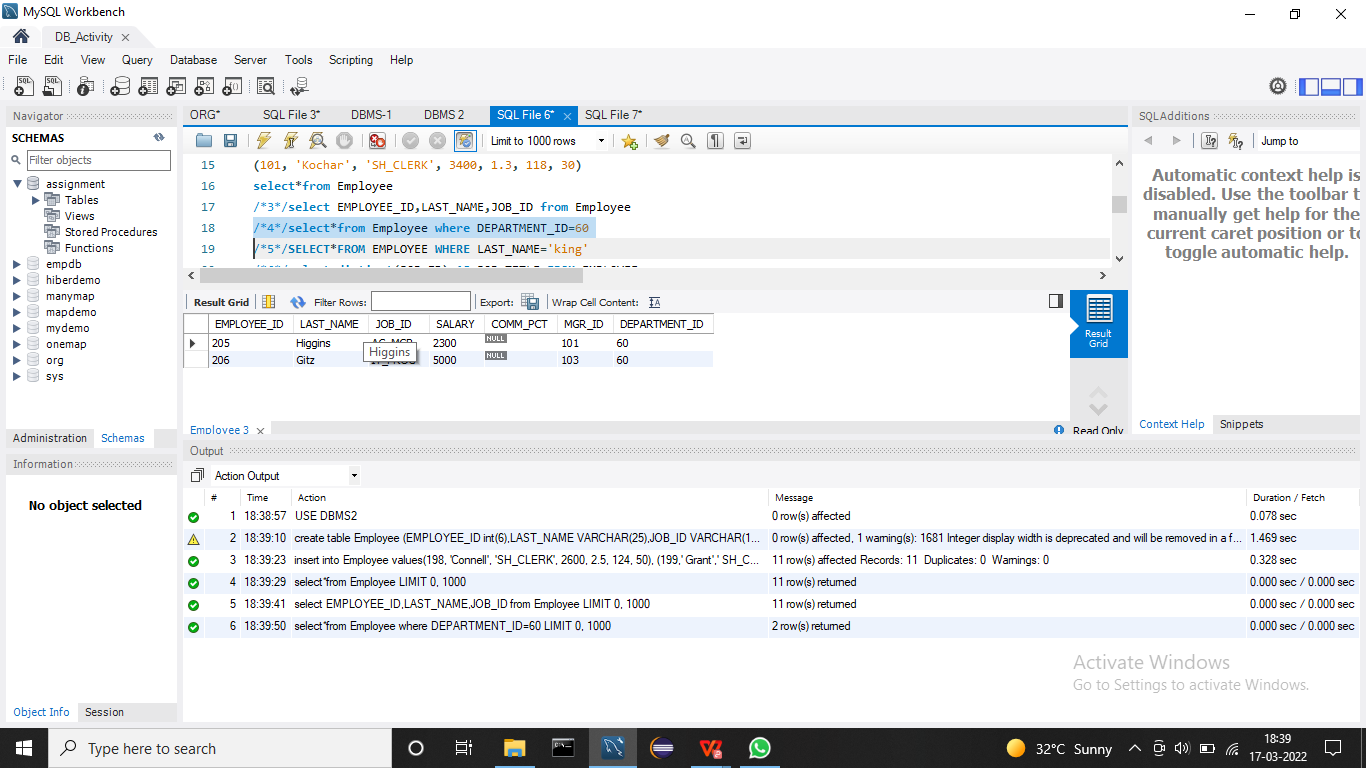 MySQL Workbench
DB_Activity
File Edit View Query Database Server Tools Scripting Help
Navigator
SCHEMAS
Filter objects
assignment
Tables
Views
Stored Procedures
Functions
empdb
hiberdemo
manymap
mapdemo
mydemo
onemap
org
sys
Administration Schemas
Information
No object selected
Object Info Session
ORG* SQL File 3* DBMS-1 DBMS 2 SQL File 6* SQL File 7*
Limit to 1000 rows
15 (101, 'Kochar', 'SH_CLERK', 3400, 1.3, 118, 30)
16 select*from Employee
17 /*3*/select EMPLOYEE_ID,LAST_NAME,JOB_ID from Employee
18 /*4*/select*from Employee where DEPARTMENT_ID=60
19 /*5*/SELECT*FROM EMPLOYEE WHERE LAST_NAME='king'
Result Grid Filter Rows: Export: Wrap Cell Content:
EMPLOYEE_ID LAST_NAME JOB_ID SALARY COMM_PCT MGR_ID DEPARTMENT_ID
205 Higgins 2300 NULL 101 60
206 Gitz 5000 NULL 103 60
Higgins
Result
Grid
Employee 3
Read Only
SQLAdditions
Jump to
Automatic context help is
disabled. Use the toolbar t
manually get help for the
current caret position or to
toggle automatic help.
Context Help Snippets
Output
Action Output
# Time Action Message Duration / Fetch
1 18:38:57 USE DBMS2 0 row(s) affected 0.078 sec
2 18:39:10 create table Employee (EMPLOYEE_ID int(6),LAST_NAME VARCHAR(25),JOB_ID VARCHAR(1... 0 row(s) affected, 1 warning(s): 1681 Integer display width is deprecated and will be removed in a f... 1.469 sec
3 18:39:23 insert into Employee values(198, 'Connell', 'SH_CLERK', 2600, 2.5, 124, 50), (199,' Grant',' SH_C... 11 row(s) affected Records: 11 Duplicates: 0 Warnings: 0 0.328 sec
4 18:39:29 select*from Employee LIMIT 0, 1000 11 row(s) returned 0.000 sec / 0.000 sec
5 18:39:41 select EMPLOYEE_ID,LAST_NAME,JOB_ID from Employee LIMIT 0, 1000 11 row(s) returned 0.000 sec / 0.000 sec
6 18:39:50 select*from Employee where DEPARTMENT_ID=60 LIMIT 0, 1000 2 row(s) returned 0.000 sec / 0.000 sec
Activate Windows
Go to Settings to activate Windows.
Type here to search
32°C Sunny
18:39
17-03-2022